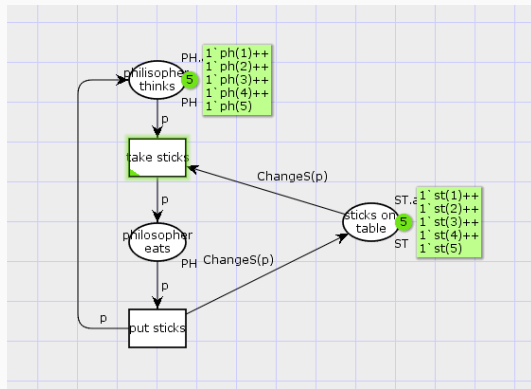 PH.
philisopher
thinks
5
PH
1`ph(1)++
1`ph(2)++
1`ph(3)++
1`ph(4)++
1`ph(5)
p
take sticks
p
ChangeS(p)
philosopher
eats
PH
ChangeS(p)
p
p
put sticks
ST.a
sticks on
table
5
ST
1`st(1)++
1`st(2)++
1`st(3)++
1`st(4)++
1`st(5)